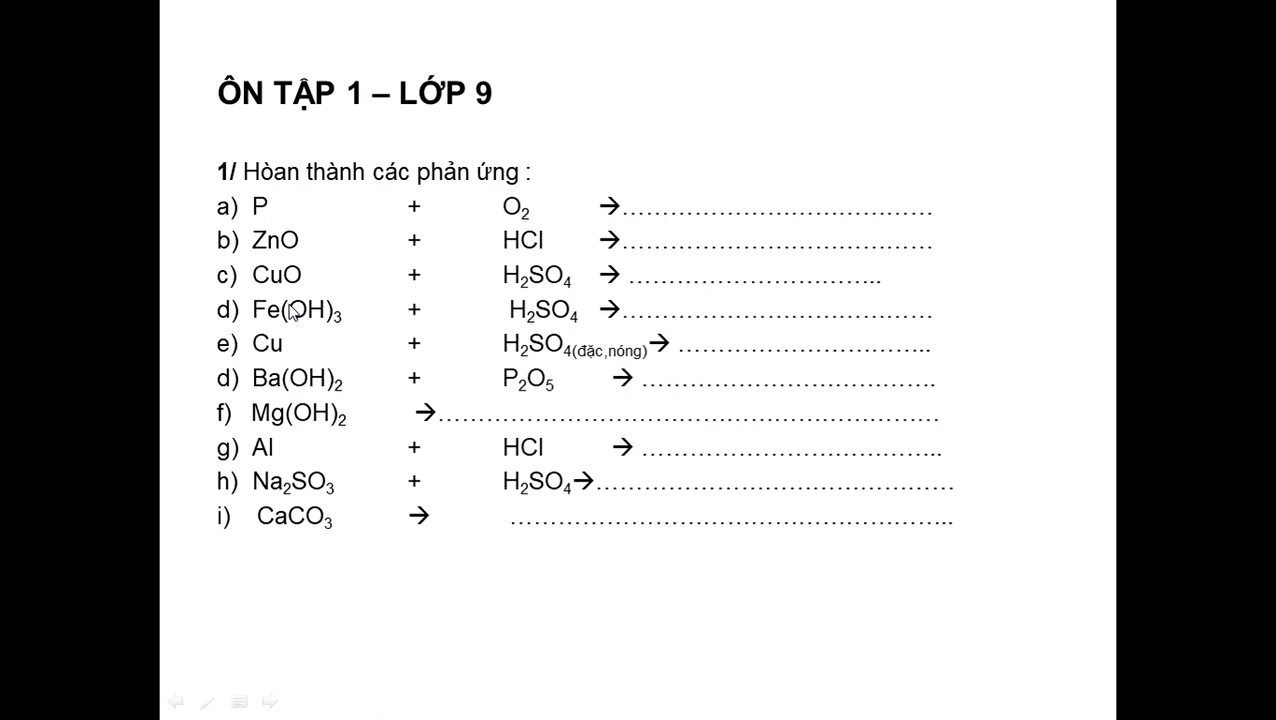 ÔN TẬP 1 – LỚP 9
1/ Hòan thành các phản ứng :
a) P + O₂ →……………………………………
b) ZnO + HCl →……………………………………
c) CuO + H₂SO₄ → …………………………..
d) Fe(OH)₃ + H₂SO₄ →……………………………………
e) Cu + H₂SO₄(đặc,nóng)→ ……………………………..
d) Ba(OH)₂ + P₂O₅ → ………………………………….
f) Mg(OH)₂ →…………………………………………………………
g) Al + HCl → …………………………………..
h) Na₂SO₃ + H₂SO₄→…………………………………………
i) CaCO₃ → …………………………………………………..